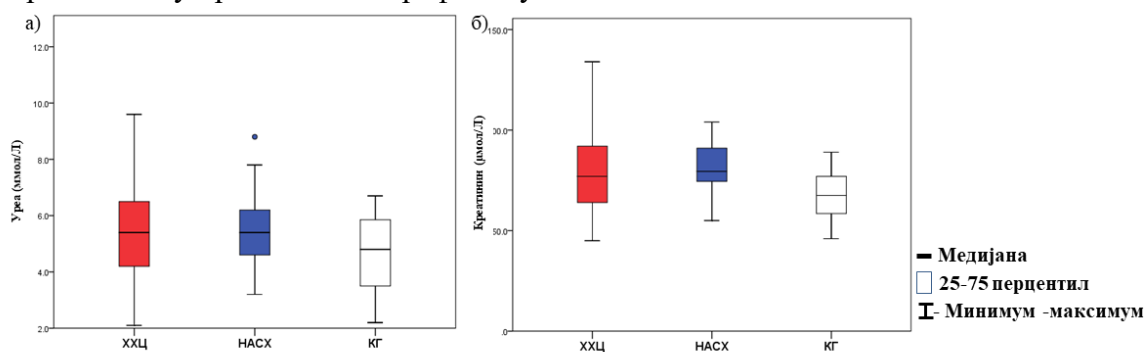 а)
12.0
10.0
8.0
6.0
4.0
2.0
Уреа (ммол/Л)
ХХЦ НАСХ КГ
б)
150.0
00.0
50.0
.0
Креатинин (µмол/Л)
ХХЦ НАСХ КГ
Медијана
25-75 перцентил
- Минимум -максимум